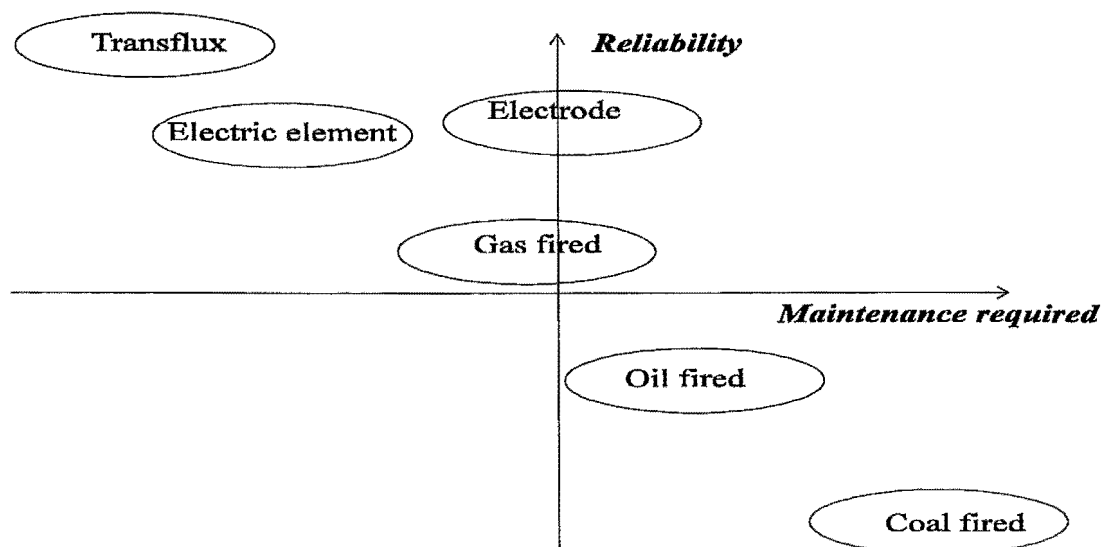 Transflux
Reliability
Electrode
Electric element
Gas fired
Maintenance required
Oil fired
Coal fired